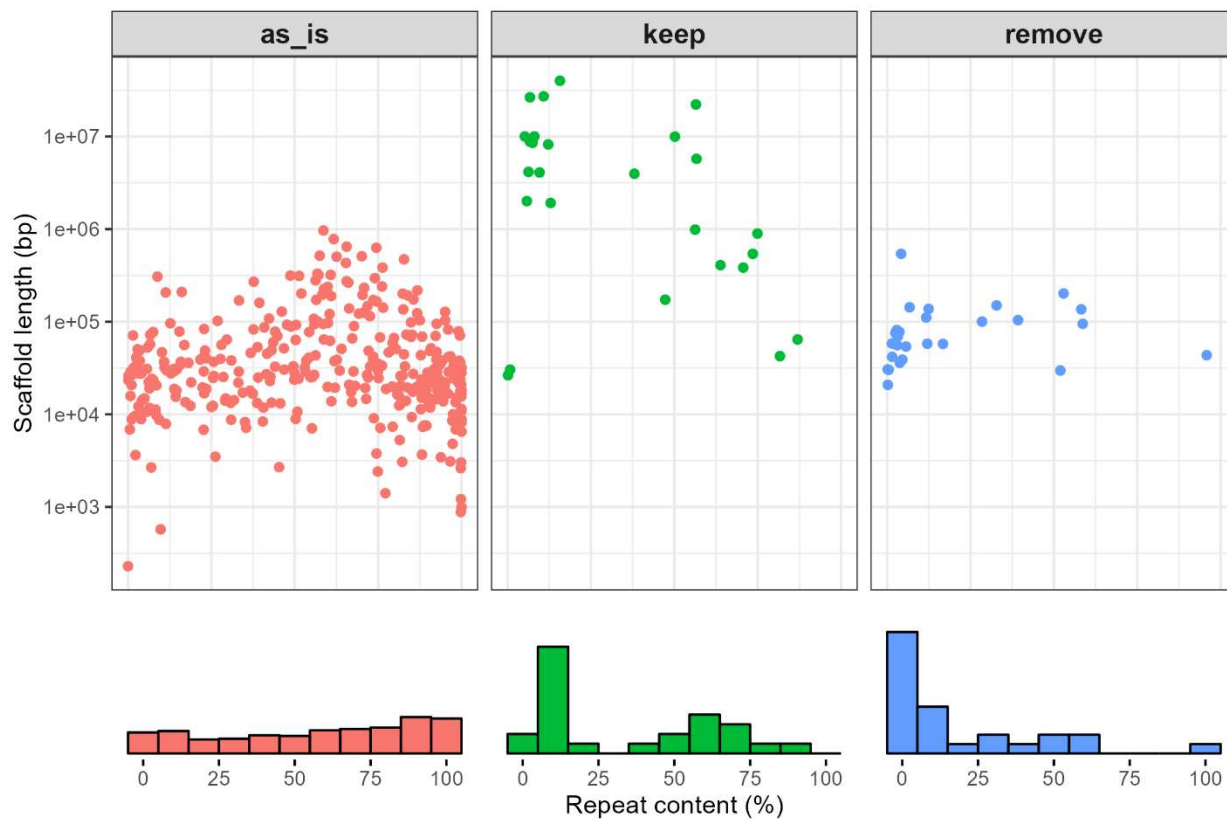 as_is keep remove
Scaffold length (bp)
1e+07
1e+06
1e+05
1e+04
1e+03
0 25 50 75 100 0 25 50 75 100 0 25 50 75 100
Repeat content (%)